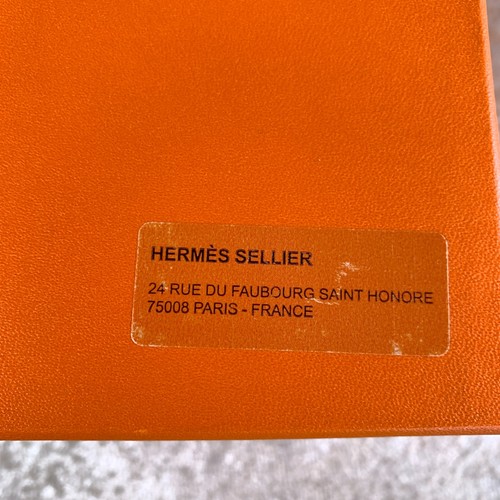 HERMÈS SELLIER
24 RUE DU FAUBOURG SAINT HONORE
75008 PARIS - FRANCE